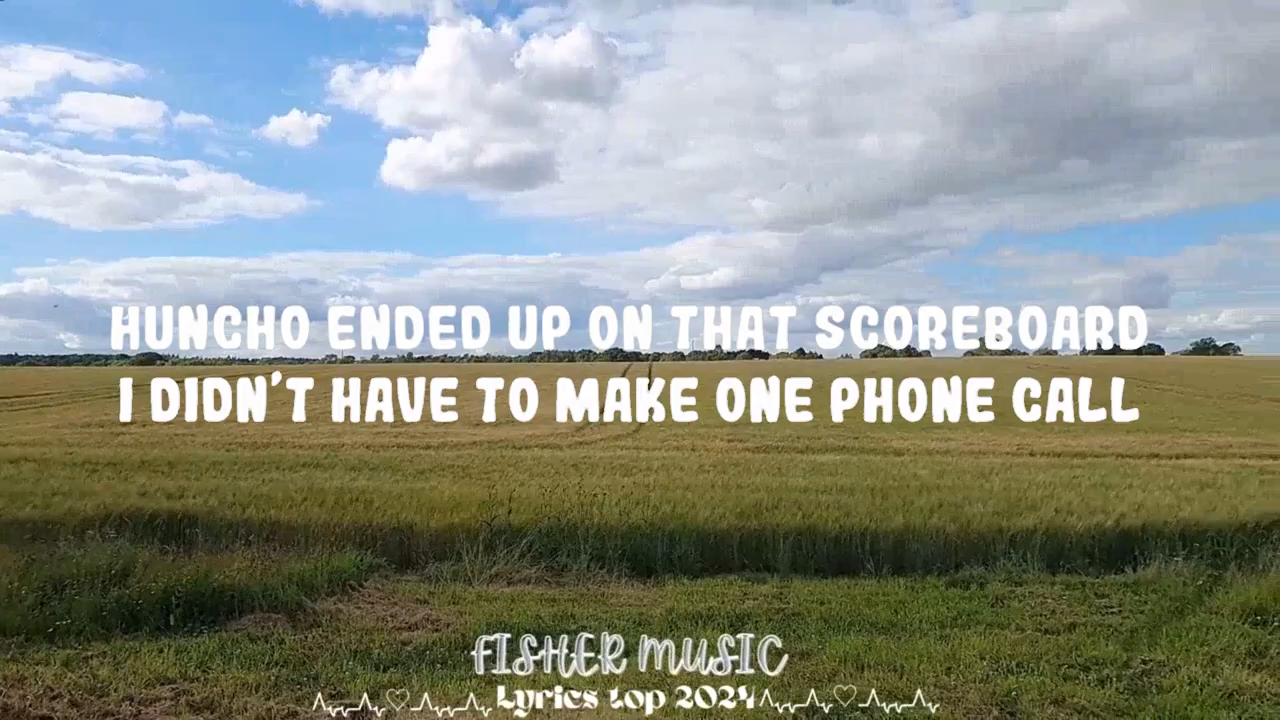 HUNCHO ENDED UP ON THAT SCOREBOARD
I DIDN'T HAVE TO MAKE ONE PHONE CALL
FISHER MUSIC
Lyrics top 2024